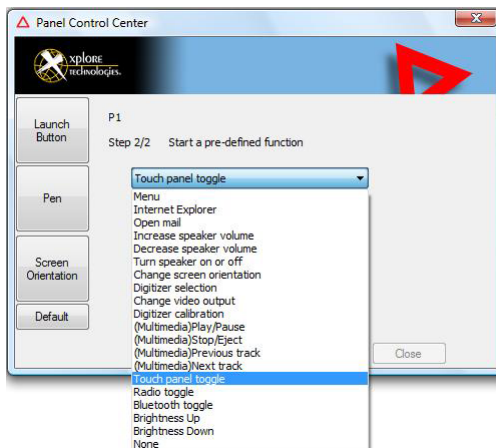 Panel Control Center
xplore
technologies.
Launch
Button
Pen
Screen
Orientation
Default
P1
Step 2/2 Start a pre-defined function
Touch panel toggle
Menu
Internet Explorer
Open mail
Increase speaker volume
Decrease speaker volume
Turn speaker on or off
Change screen orientation
Digitizer selection
Change video output
Digitizer calibration
(Multimedia)Play/Pause
(Multimedia)Stop/Eject
(Multimedia)Previous track
(Multimedia)Next track
Touch panel toggle
Radio toggle
Bluetooth toggle
Brightness Up
Brightness Down
None
Close